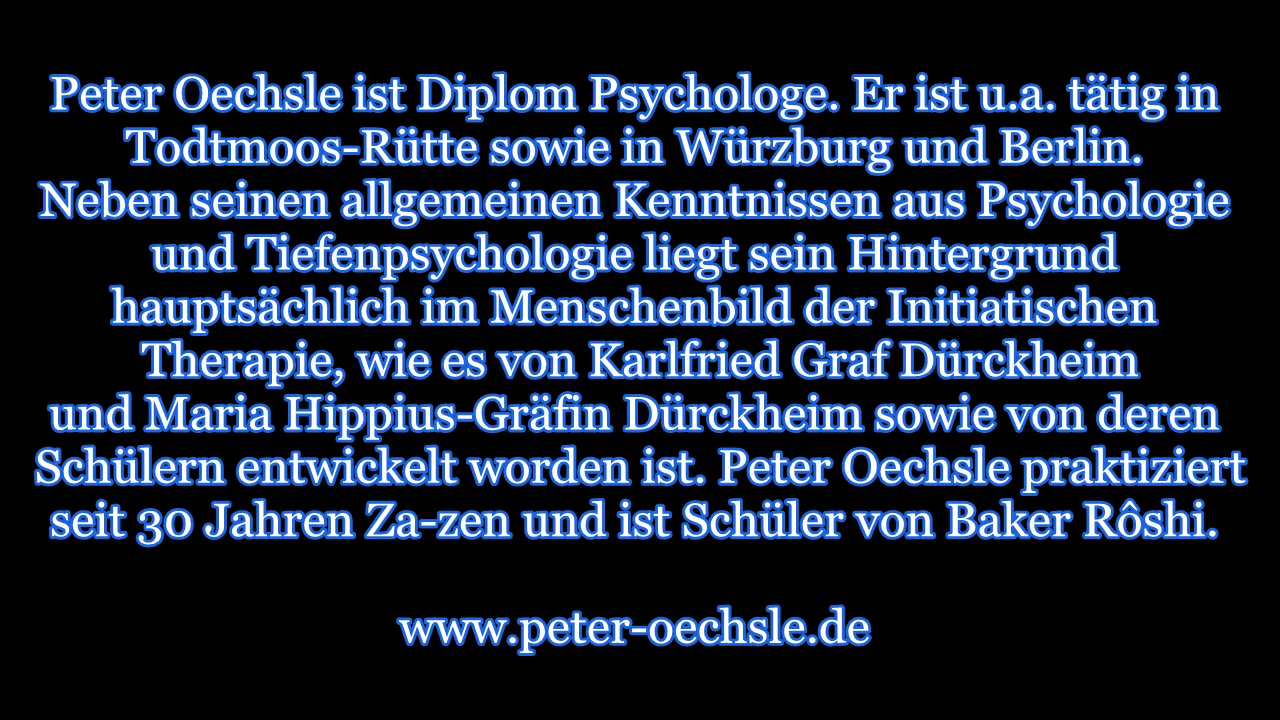 Peter Oechsle ist Diplom Psychologe. Er ist u.a. tätig in
Todtmoos-Rütte sowie in Würzburg und Berlin.
Neben seinen allgemeinen Kenntnissen aus Psychologie
und Tiefenpsychologie liegt sein Hintergrund
hauptsächlich im Menschenbild der Initiatischen
Therapie, wie es von Karlfried Graf Dürckheim
und Maria Hippius-Gräfin Dürckheim sowie von deren
Schülern entwickelt worden ist. Peter Oechsle praktiziert
seit 30 Jahren Za-zen und ist Schüler von Baker Rôshi.
www.peter-oechsle.de